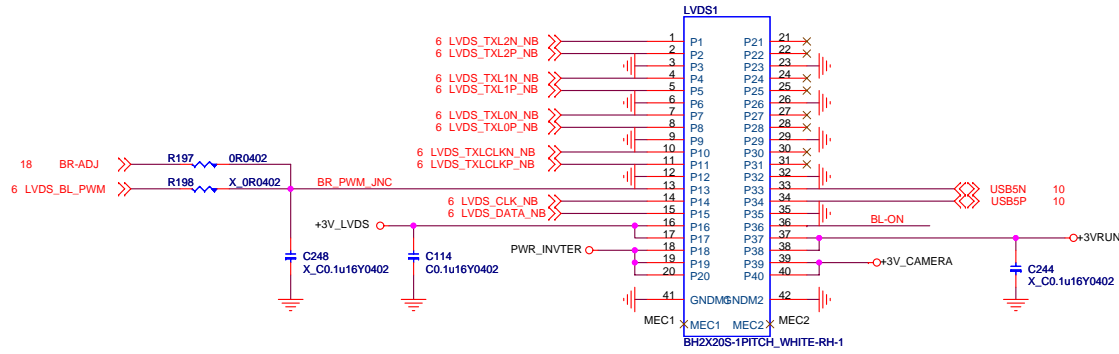 LVDS1
6 LVDS_TXL2N_NB 1 P1 P21 21
6 LVDS_TXL2P_NB 2 P2 P22 22
3 P3 P23 23
6 LVDS_TXL1N_NB 4 P4 P24 24
6 LVDS_TXL1P_NB 5 P5 P25 25
6 P6 P26 26
6 LVDS_TXL0N_NB 7 P7 P27 27
6 LVDS_TXL0P_NB 8 P8 P28 28
9 P9 P29 29
6 LVDS_TXLCLKN_NB 10 P10 P30 30
18 BR-ADJ R197 0R0402 6 LVDS_TXLCLKP_NB 11 P11 P31 31
12 P12 P32 32
6 LVDS_BL_PWM R198 X_0R0402 BR_PWM_JNC 13 P13 P33 33 USB5N 10
6 LVDS_CLK_NB 14 P14 P34 34 USB5P 10
6 LVDS_DATA_NB 15 P15 P35 35
+3V_LVDS 16 P16 P36 36 BL-ON
17 P17 P37 37 +3VRUN
PWR_INVTER 18 P18 P38 38
19 P19 P39 39 +3V_CAMERA
20 P20 P40 40
C248 C114 C244
X_C0.1u16Y0402 C0.1u16Y0402 X_C0.1u16Y0402
41 GNDM1 GNDM2 42
MEC1 MEC1 MEC2 MEC2
BH2X20S-1PITCH_WHITE-RH-1